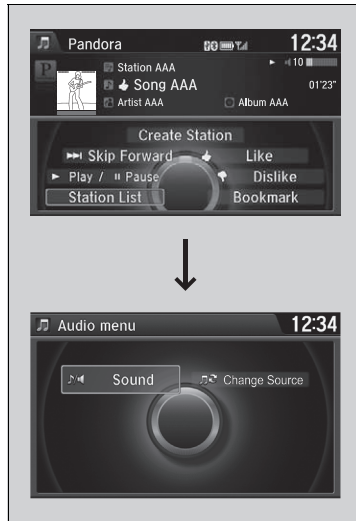 Pandora 12:34
P Station AAA 10
Song AAA 01'23"
Artist AAA Album AAA
Create Station
Skip Forward Like
Play / Pause Dislike
Station List Bookmark
Audio menu 12:34
Sound Change Source